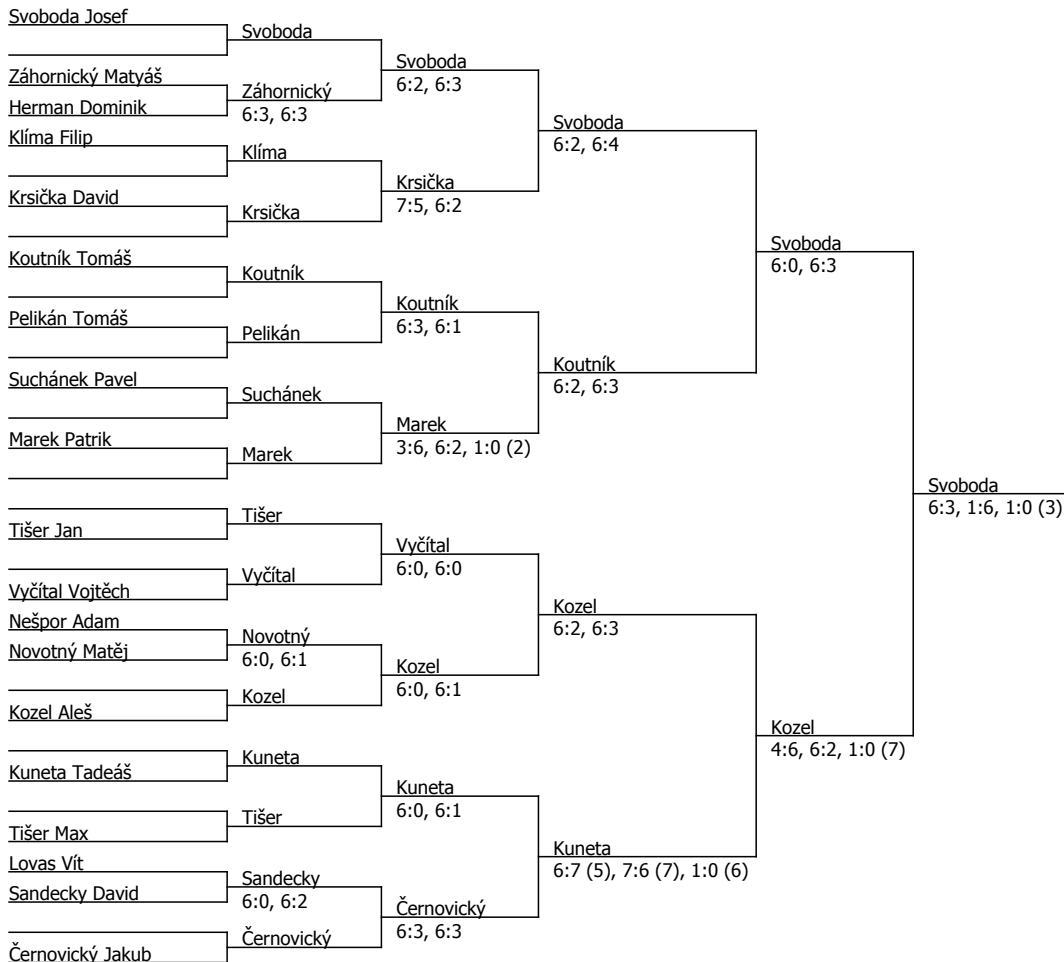 Svoboda Josef
Záhornický Matyáš
Herman Dominik
Klíma Filip
Krsička David
Koutník Tomáš
Pelikán Tomáš
Suchánek Pavel
Marek Patrik
Tišer Jan
Vyčítal Vojtěch
Nešpor Adam
Novotný Matěj
Kozel Aleš
Kuneta Tadeáš
Tišer Max
Lovas Vít
Sandecky David
Černovický Jakub
Svoboda
Záhornický
6:3, 6:3
Klíma
Krsička
Koutník
Pelikán
Suchánek
Marek
Tišer
Vyčítal
Novotný
6:0, 6:1
Kozel
Kuneta
Tišer
Sandecky
6:0, 6:2
Černovický
Svoboda
6:2, 6:3
Krsička
7:5, 6:2
Koutník
6:3, 6:1
Marek
3:6, 6:2, 1:0 (2)
Vyčítal
6:0, 6:0
Kozel
6:0, 6:1
Kuneta
6:0, 6:1
Černovický
6:3, 6:3
Svoboda
6:2, 6:4
Koutník
6:2, 6:3
Kozel
6:2, 6:3
Kuneta
6:7 (5), 7:6 (7), 1:0 (6)
Svoboda
6:0, 6:3
Kozel
4:6, 6:2, 1:0 (7)
Svoboda
6:3, 1:6, 1:0 (3)